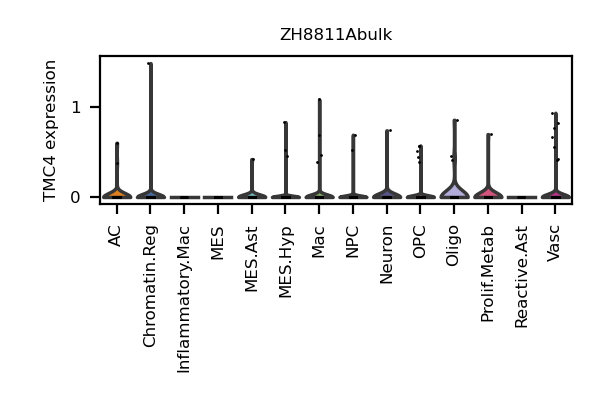 ZH8811Abulk
TMC4 expression
1
0
AC
Chromatin.Reg
Inflammatory.Mac
MES
MES.Ast
MES.Hyp
Mac
NPC
Neuron
OPC
Oligo
Prolif.Metab
Reactive.Ast
Vasc